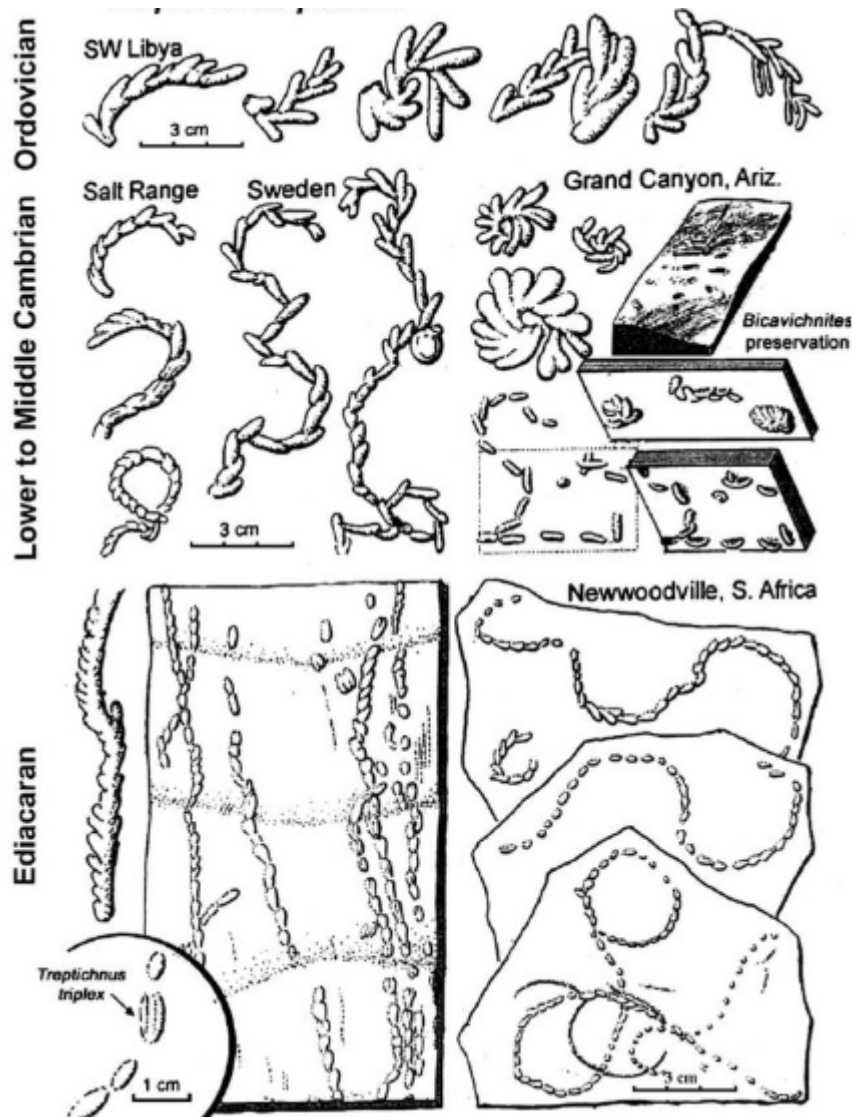 Ordovician
SW Libya
3 cm
Lower to Middle Cambrian
Salt Range
Sweden
Grand Canyon, Ariz.
Bicavichnites
preservation
3 cm
Ediacaran
Newwoodville, S. Africa
Treptichnus
triplex
1 cm
3 cm